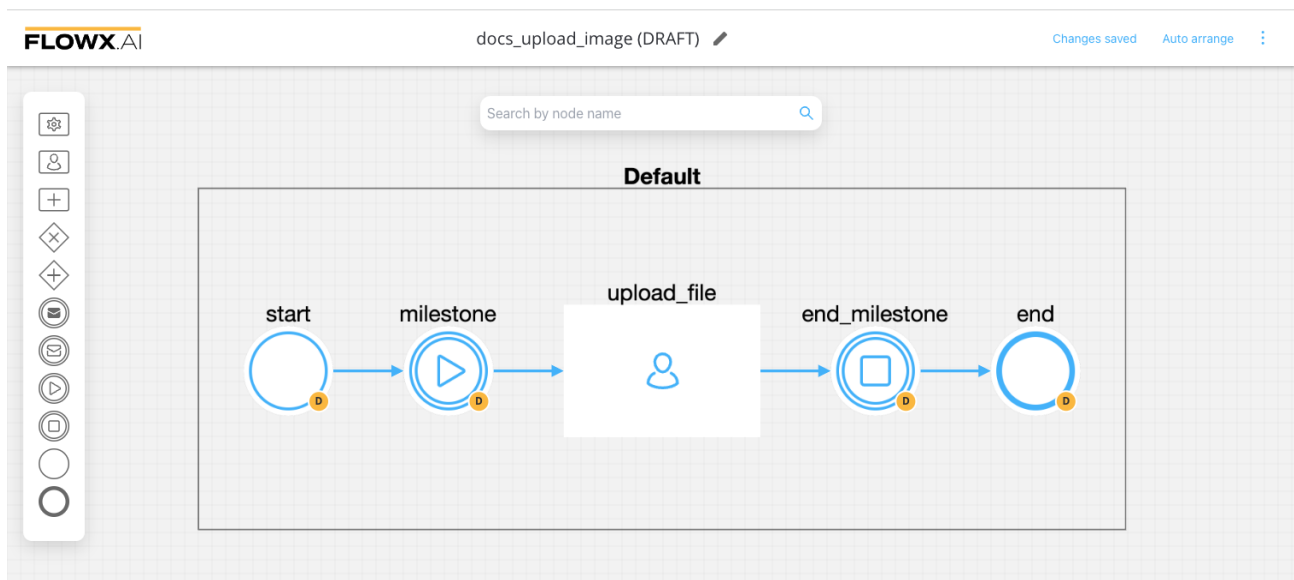 FLOWX.AI
docs_upload_image (DRAFT)
Changes saved
Auto arrange
Search by node name
Default
start
milestone
upload_file
end_milestone
end
D
D
D
D